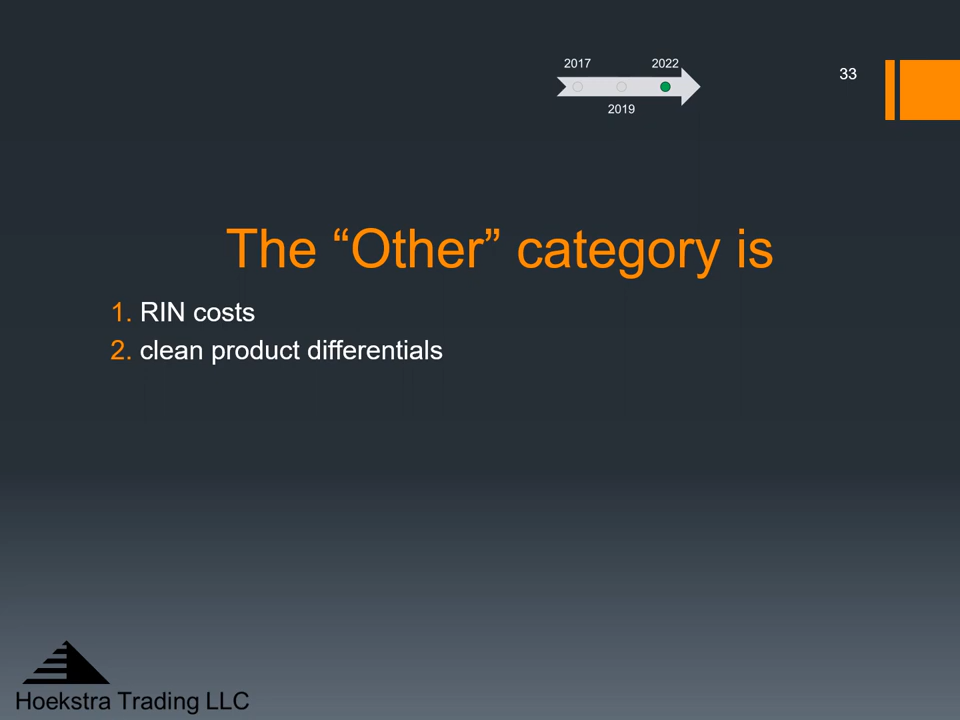 2017 2022
33
2019
The “Other” category is
1. RIN costs
2. clean product differentials
Hoekstra Trading LLC